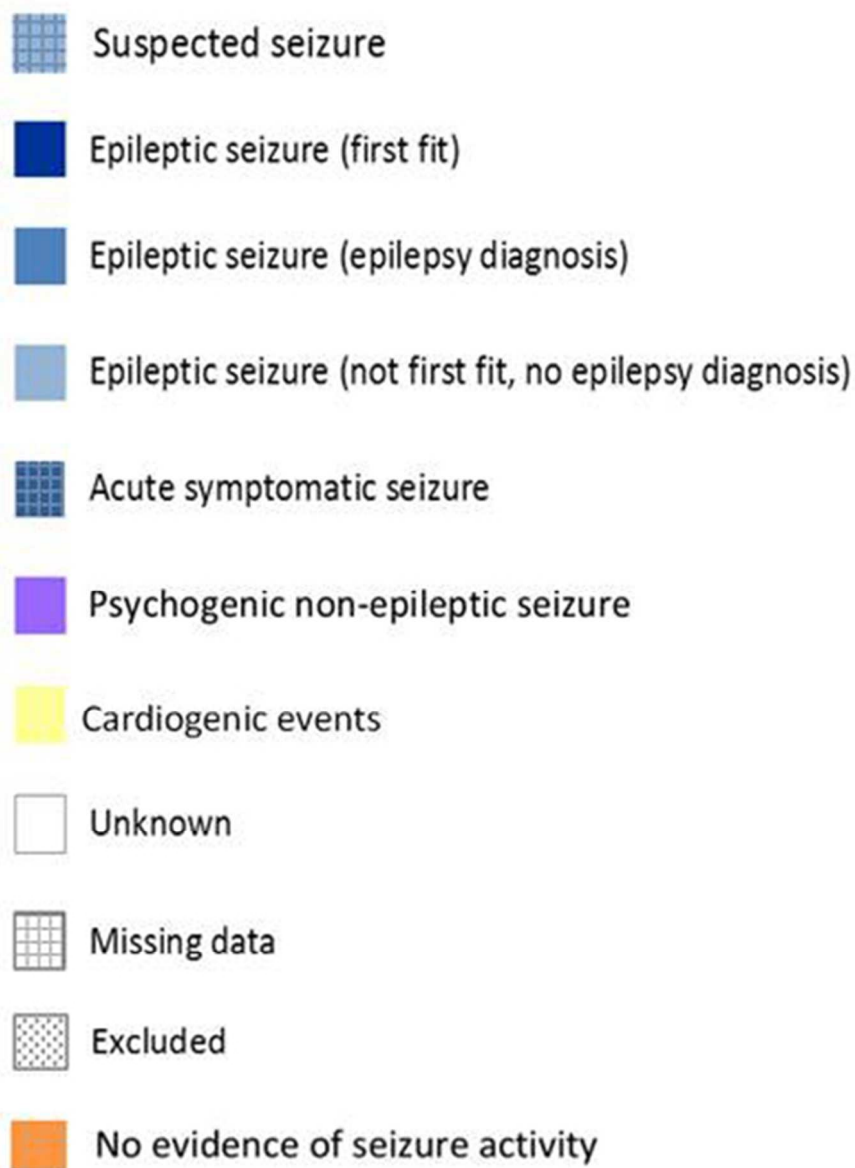 Suspected seizure
Epileptic seizure (first fit)
Epileptic seizure (epilepsy diagnosis)
Epileptic seizure (not first fit, no epilepsy diagnosis)
Acute symptomatic seizure
Psychogenic non-epileptic seizure
Cardiogenic events
Unknown
Missing data
Excluded
No evidence of seizure activity